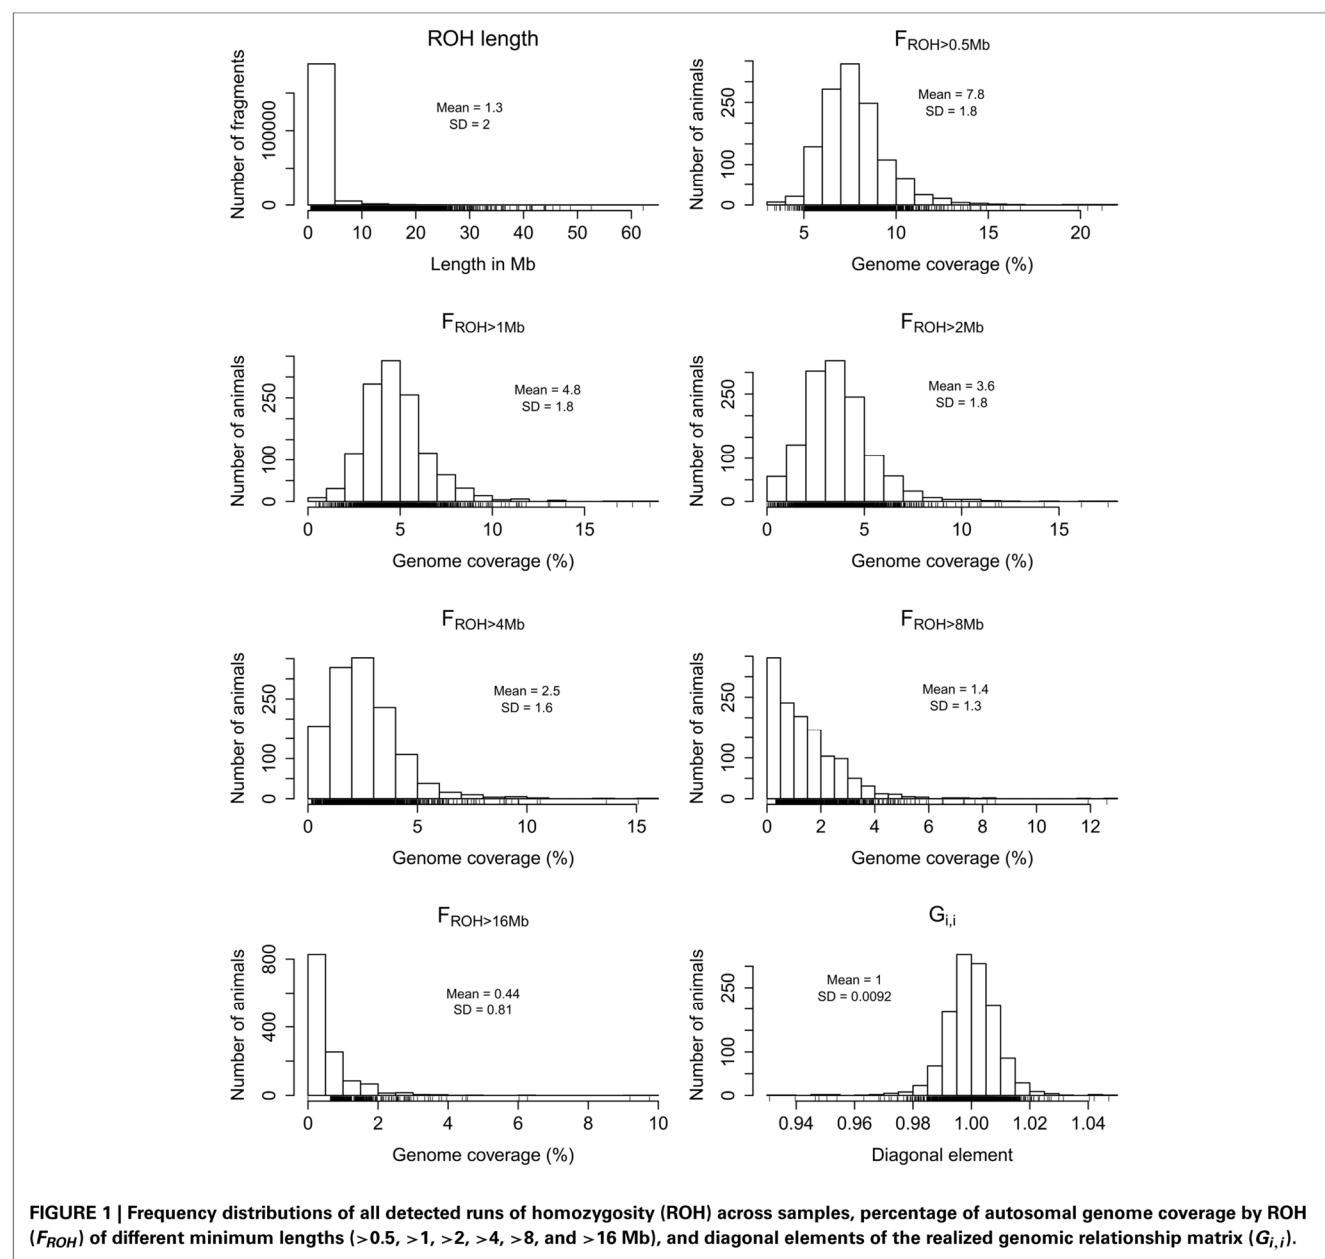 ROH length
Number of fragments
0 100000
Mean = 1.3
SD = 2
0 10 20 30 40 50 60
Length in Mb
FROH>0.5Mb
Number of animals
0 100 250
Mean = 7.8
SD = 1.8
5 10 15 20
Genome coverage (%)
FROH>1Mb
Number of animals
0 100 250
Mean = 4.8
SD = 1.8
0 5 10 15
Genome coverage (%)
FROH>2Mb
Number of animals
0 100 250
Mean = 3.6
SD = 1.8
0 5 10 15
Genome coverage (%)
FROH>4Mb
Number of animals
0 100 250
Mean = 2.5
SD = 1.6
0 5 10 15
Genome coverage (%)
FROH>8Mb
Number of animals
0 100 250
Mean = 1.4
SD = 1.3
0 2 4 6 8 10 12
Genome coverage (%)
FROH>16Mb
Number of animals
0 400 800
Mean = 0.44
SD = 0.81
0 2 4 6 8 10
Genome coverage (%)
Gi,i
Number of animals
0 100 250
Mean = 1
SD = 0.0092
0.94 0.96 0.98 1.00 1.02 1.04
Diagonal element
FIGURE 1 | Frequency distributions of all detected runs of homozygosity (ROH) across samples, percentage of autosomal genome coverage by ROH
(FROH) of different minimum lengths (>0.5, >1, >2, >4, >8, and >16 Mb), and diagonal elements of the realized genomic relationship matrix (Gi,i).